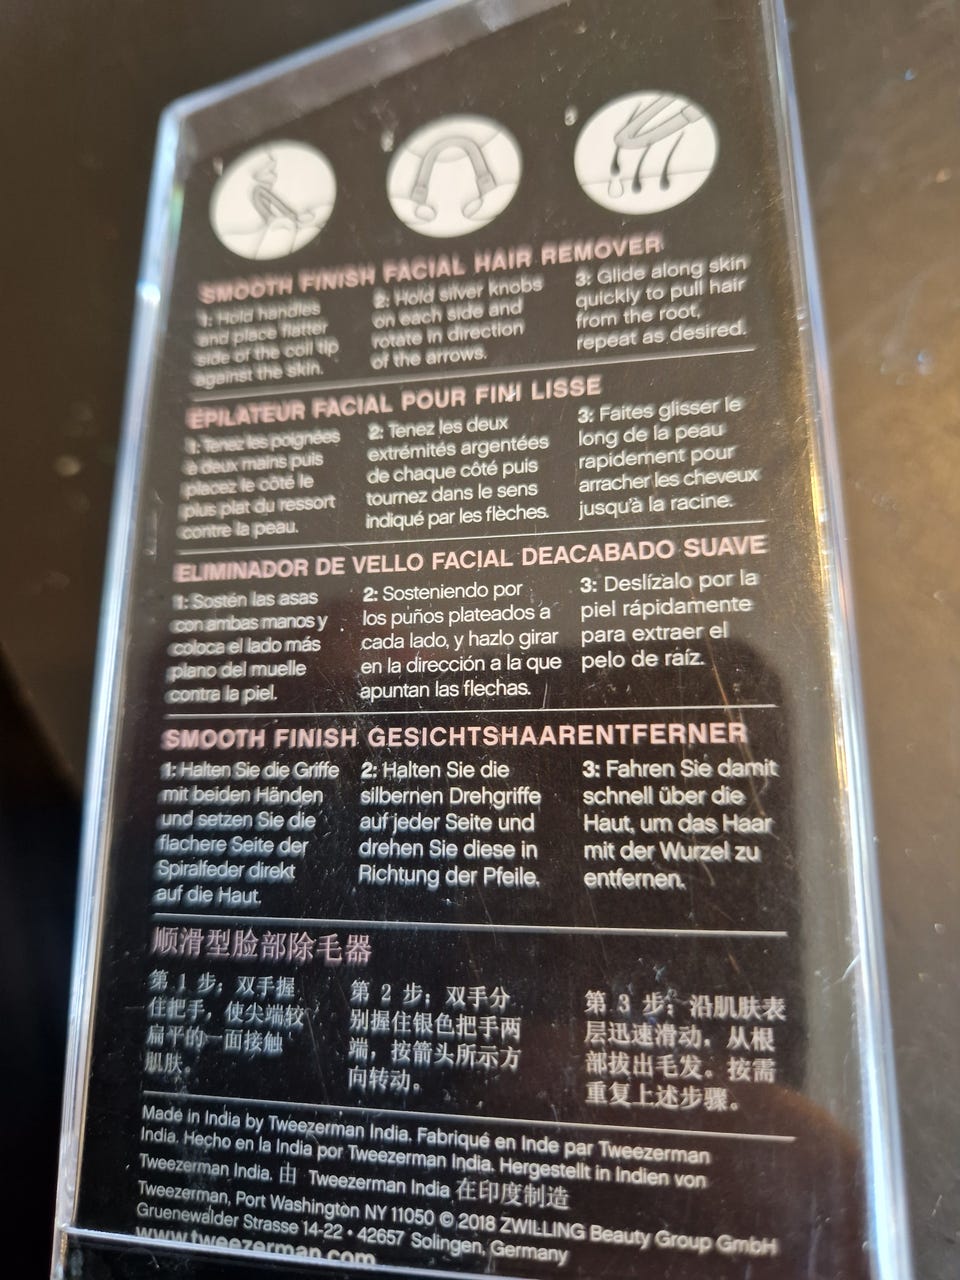 1
2
3
SMOOTH FINISH FACIAL HAIR REMOVER
1: Hold handles
and place flatter
side of the coil tip
against the skin.
2: Hold silver knobs
on each side and
rotate in direction
of the arrows.
3: Glide along skin
quickly to pull hair
from the root,
repeat as desired.
ÉPILATEUR FACIAL POUR FINI LISSE
1: Tenez les poignées
à deux mains puis
placez le côté le
plus plat du ressort
contre la peau.
2: Tenez les deux
extrémités argentées
de chaque côté puis
tournez dans le sens
indiqué par les flèches.
3: Faites glisser le
long de la peau
rapidement pour
arracher les cheveux
jusqu'à la racine.
ELIMINADOR DE VELLO FACIAL DEACABADO SUAVE
1: Sostén las asas
con ambas manos y
coloca el lado más
plano del muelle
contra la piel.
2: Sosteniendo por
los puños plateados a
cada lado, y hazlo girar
en la dirección a la que
apuntan las flechas.
3: Deslízalo por la
piel rápidamente
para extraer el
pelo de raíz.
SMOOTH FINISH GESICHTSHAARENTFERNER
1: Halten Sie die Griffe
mit beiden Händen
und setzen Sie die
flachere Seite der
Spiralfeder direkt
auf die Haut.
2: Halten Sie die
silbernen Drehgriffe
auf jeder Seite und
drehen Sie diese in
Richtung der Pfeile.
3: Fahren Sie damit
schnell über die
Haut, um das Haar
mit der Wurzel zu
entfernen.
顺滑型脸部除毛器
第 1 步：双手握
住把手，使尖端较
扁平的一面接触
肌肤。
第 2 步：双手分
别握住银色把手两
端，按箭头所示方
向转动。
第 3 步：沿肌肤表
层迅速滑动，从根
部拔出毛发。按需
重复上述步骤。
Made in India by Tweezerman India. Fabriqué en Inde par Tweezerman
India. Hecho en la India por Tweezerman India. Hergestellt in Indien von
Tweezerman India. 由 Tweezerman India 在印度制造
Tweezerman, Port Washington NY 11050 © 2018 ZWILLING Beauty Group GmbH
Gruenewalder Strasse 14-22 • 42657 Solingen, Germany
www.tweezerman.com